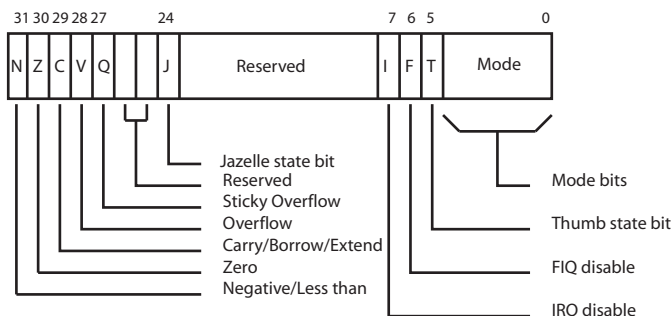 31 30 29 28 27 24 7 6 5 0
N Z C V Q J Reserved I F T Mode
Jazelle state bit
Reserved
Sticky Overflow
Overflow
Carry/Borrow/Extend
Zero
Negative/Less than
Mode bits
Thumb state bit
FIQ disable
IRQ disable